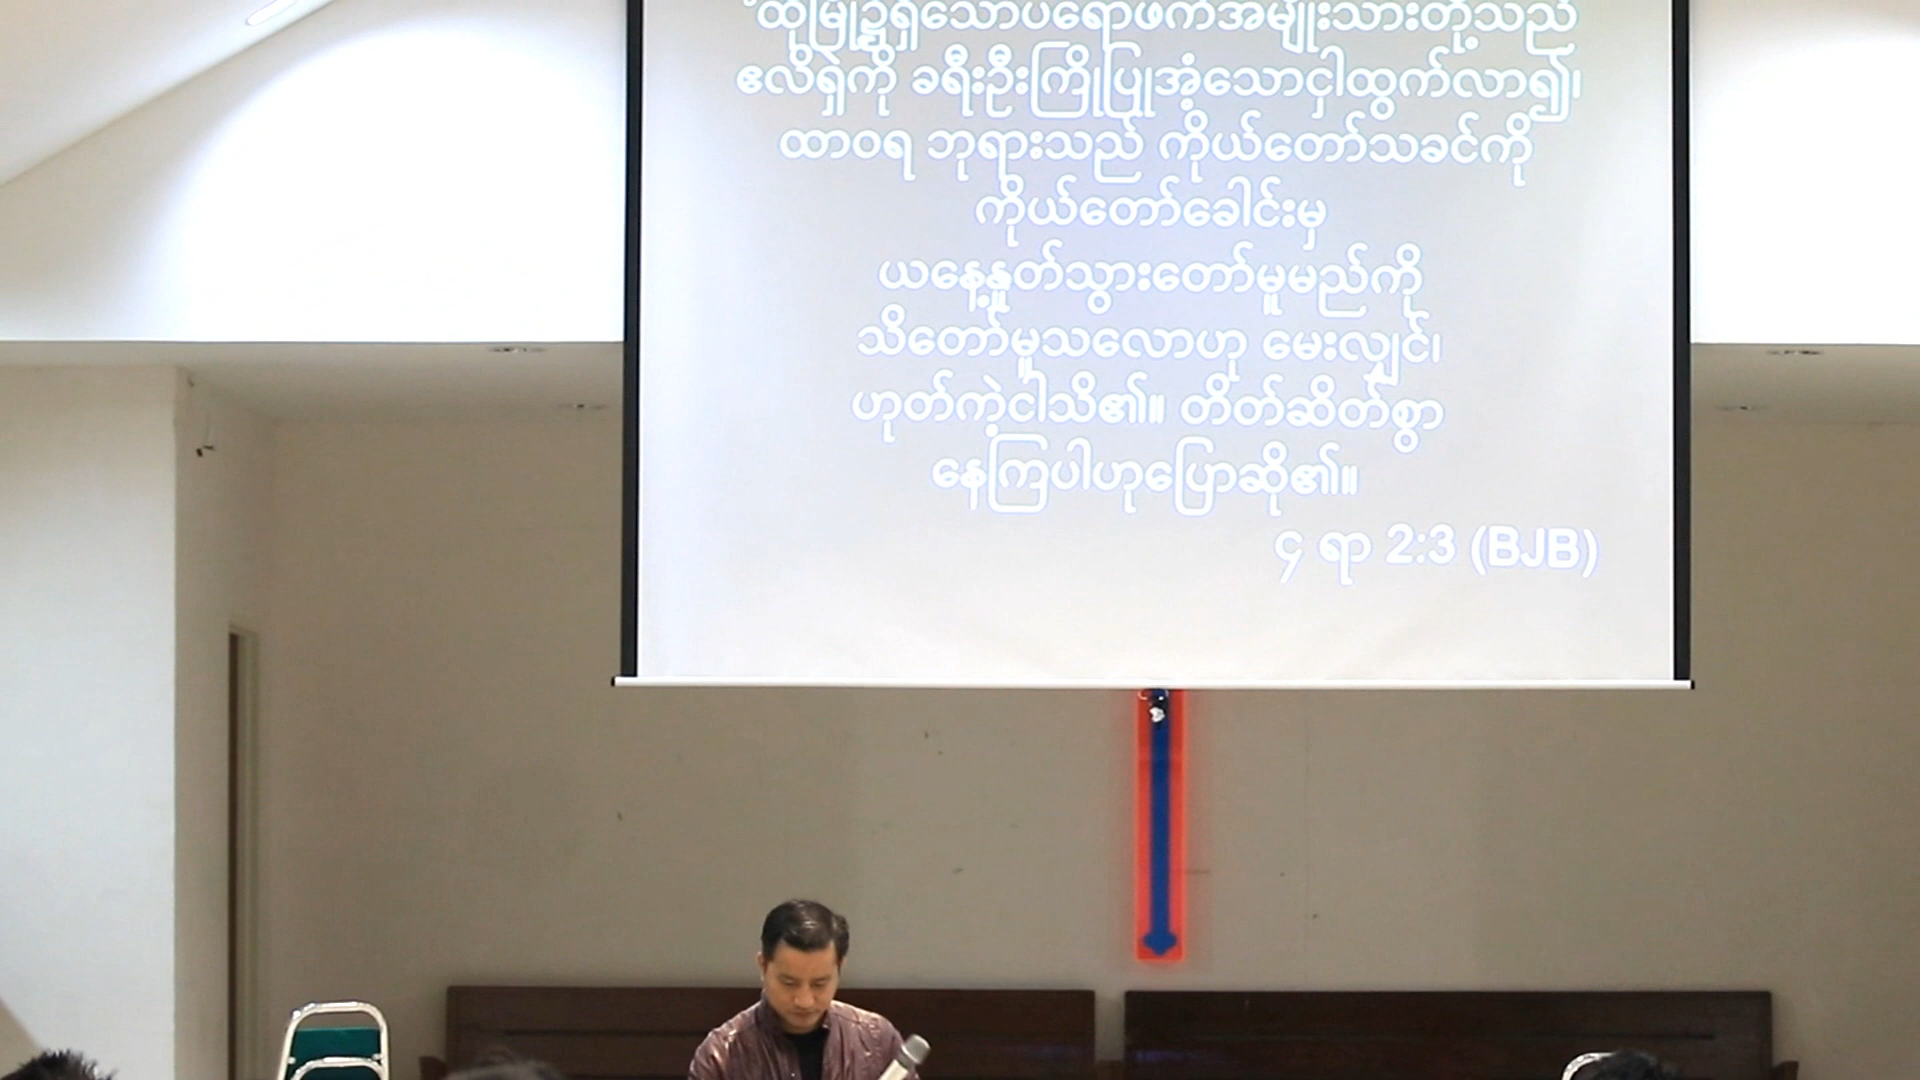 "ထိုမြို့၌ရှိသောပရောဖက်အမျိုးသားတို့သည်
ဧလိရှဲကို ခရီးဦးကြိုပြုအံ့သောငှါထွက်လာ၍၊
ထာဝရ ဘုရားသည် ကိုယ်တော်သခင်ကို
ကိုယ်တော်ခေါင်းမှ
ယနေ့နှုတ်သွားတော်မူမည်ကို
သိတော်မူသလောဟု မေးလျှင်၊
ဟုတ်ကဲ့ငါသိ၏။ တိတ်ဆိတ်စွာ
နေကြပါဟုပြောဆို၏။
၄ ရာ 2:3 (BJB)